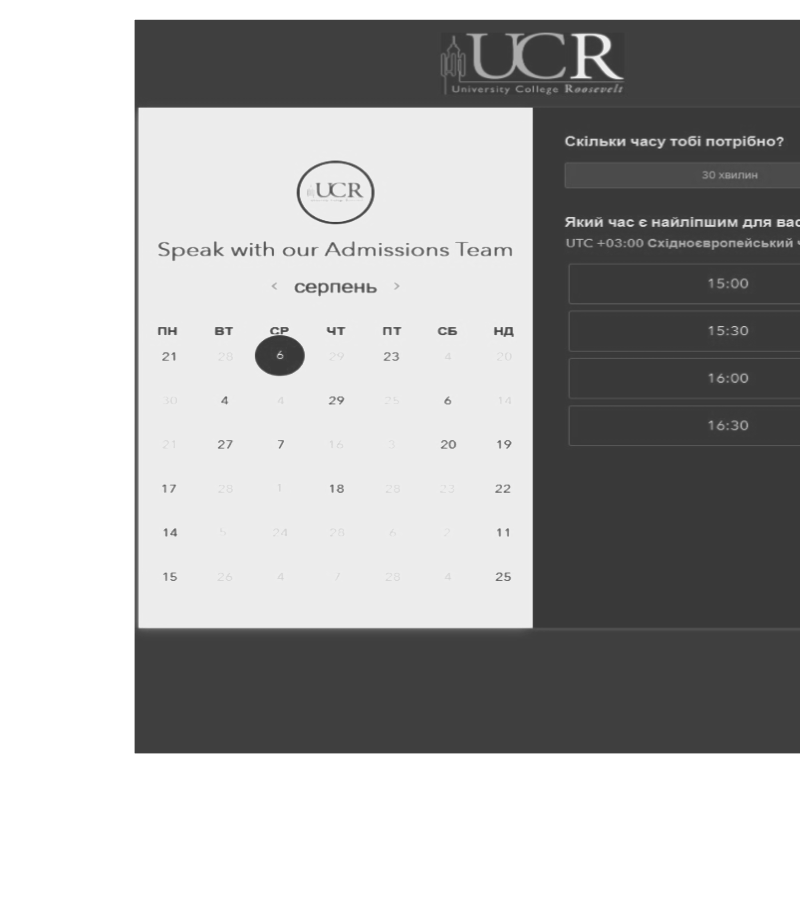 UCR
University College Roosevelt
UCR
Speak with our Admissions Team
‹ серпень ›
ПН ВТ СР ЧТ ПТ СБ НД
21 28 6 29 23 4 20
30 4 4 29 25 6 14
21 27 7 16 3 20 19
17 28 1 18 28 23 22
14 5 24 28 6 2 11
15 26 4 7 28 4 25
Скільки часу тобі потрібно?
30 хвилин
Який час є найліпшим для вас
UTC +03:00 Східноєвропейський
15:00
15:30
16:00
16:30